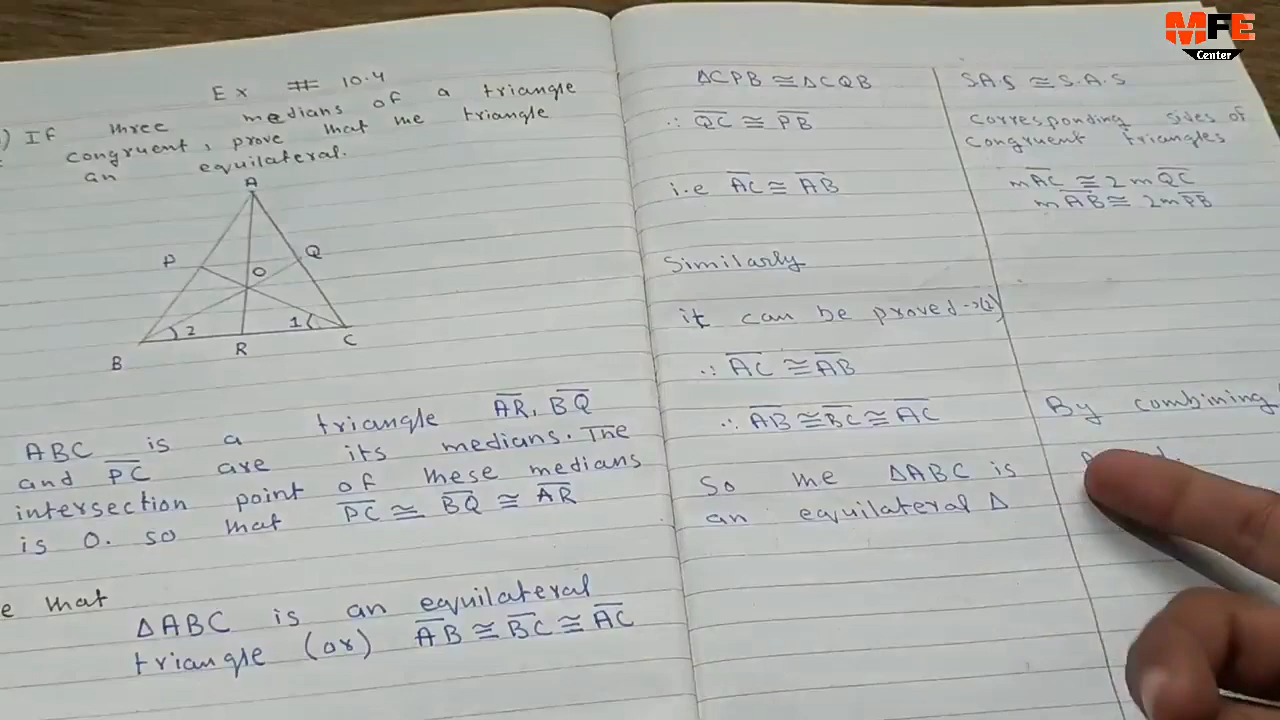 MFE
Center
Ex # 10.4
) If three medians of a triangle
congruent, prove that the triangle
an equilateral.
A
P
Q
O
2
1
B
R
C
ABC is a triangle AR, BQ
and PC are its medians. The
intersection point of these medians
is O. so that PC ≅ BQ ≅ AR
e that
ΔABC is an equilateral
triangle (or) AB ≅ BC ≅ AC
ΔCPB ≅ ΔCQB
S.A.S ≅ S.A.S
∴ QC ≅ PB
corresponding sides of
congruent triangles
i.e AC ≅ AB
mAC ≅ 2mQC
mAB ≅ 2mPB
Similarly
it can be proved →(2)
∴ AC ≅ AB
∴ AB ≅ BC ≅ AC
By combining
So the ΔABC is
an equilateral Δ